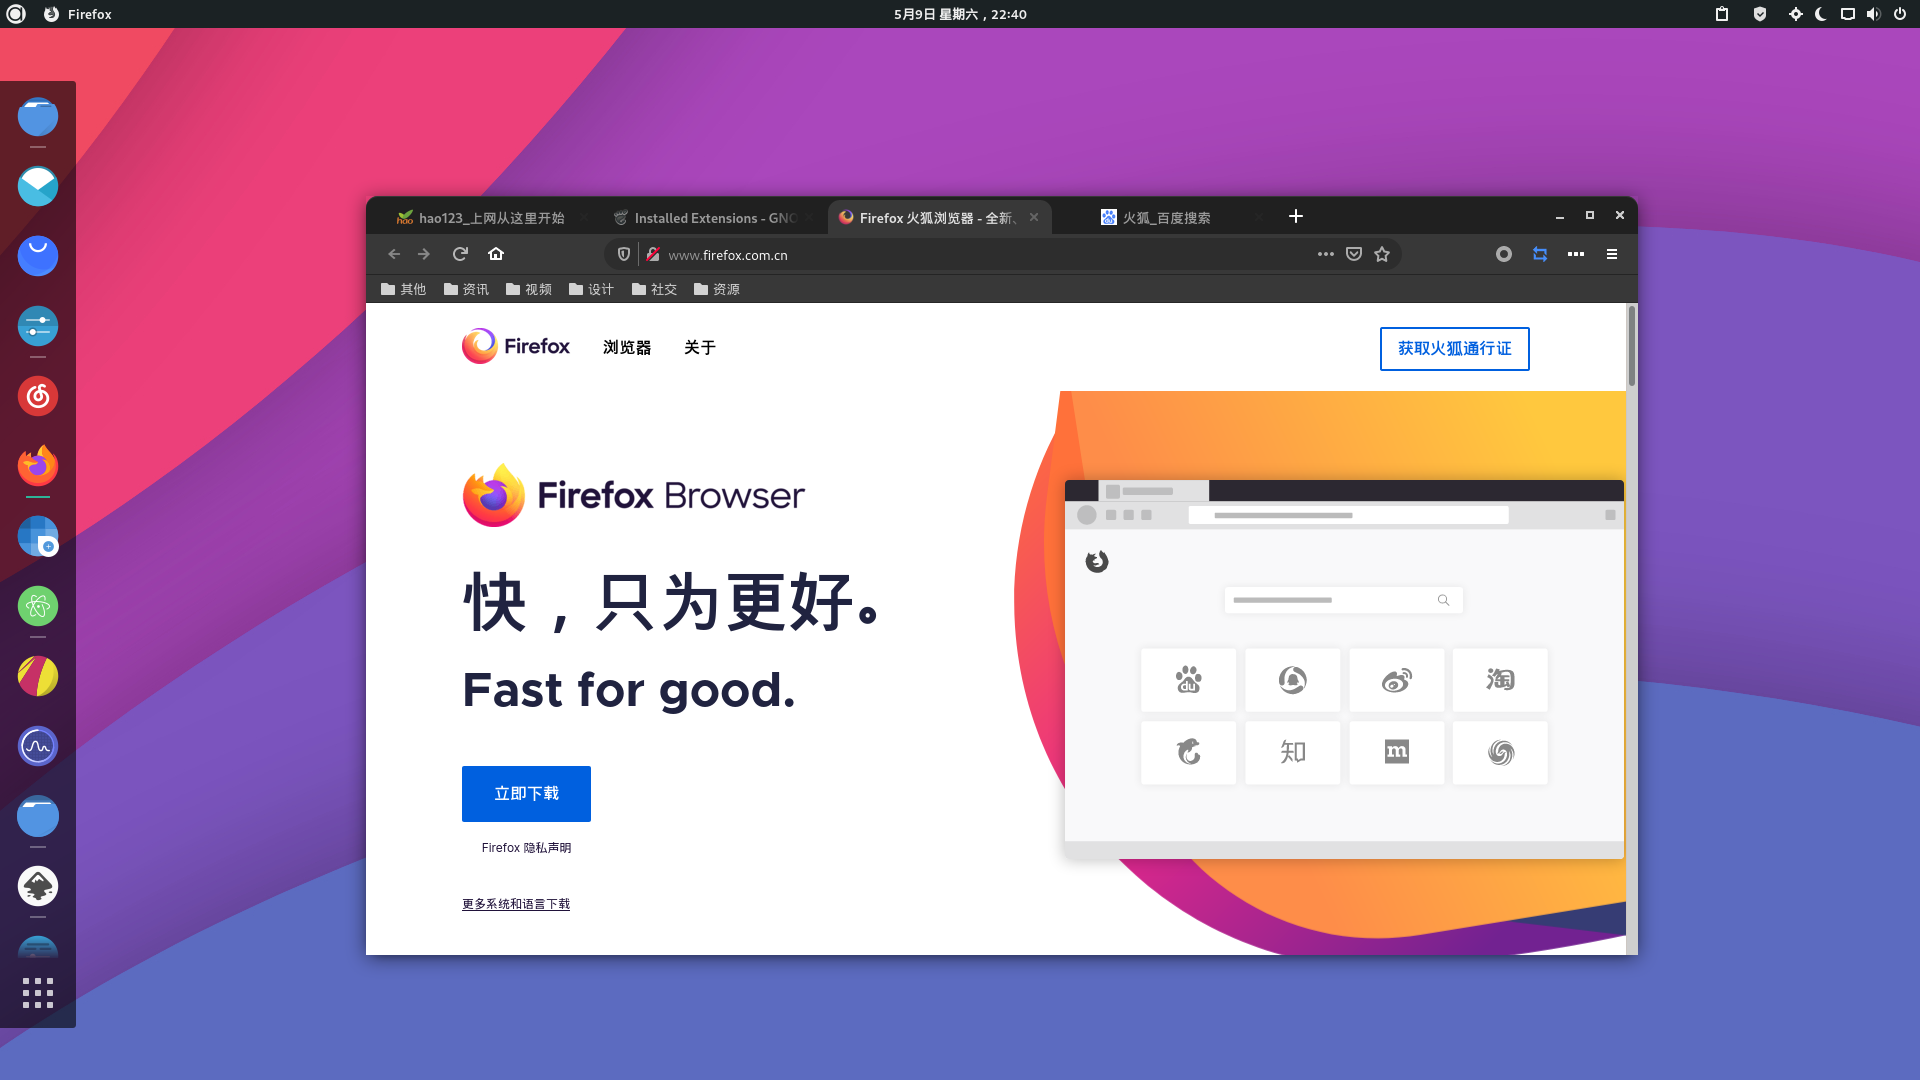 Firefox
5月9日 星期六，22:40
hao123_上网从这里开始
Installed Extensions - GNO
Firefox 火狐浏览器 - 全新、
火狐_百度搜索
www.firefox.com.cn
其他
资讯
视频
设计
社交
资源
Firefox
浏览器
关于
获取火狐通行证
Firefox Browser
快，只为更好。
Fast for good.
立即下载
Firefox 隐私声明
更多系统和语言下载
du
淘
知
m